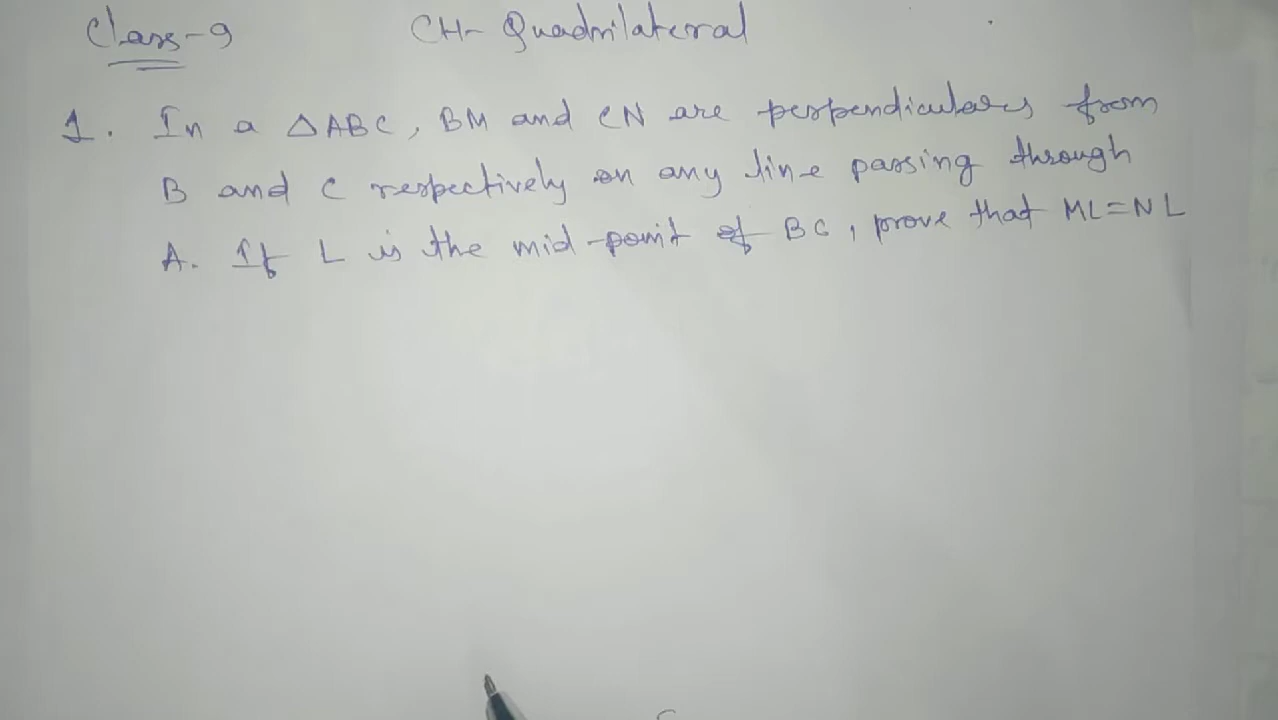 Class-9 CH- Quadrilateral
1. In a △ABC, BM and CN are perpendiculars from
B and C respectively on any line passing through
A. If L is the mid-point of BC, prove that ML=NL